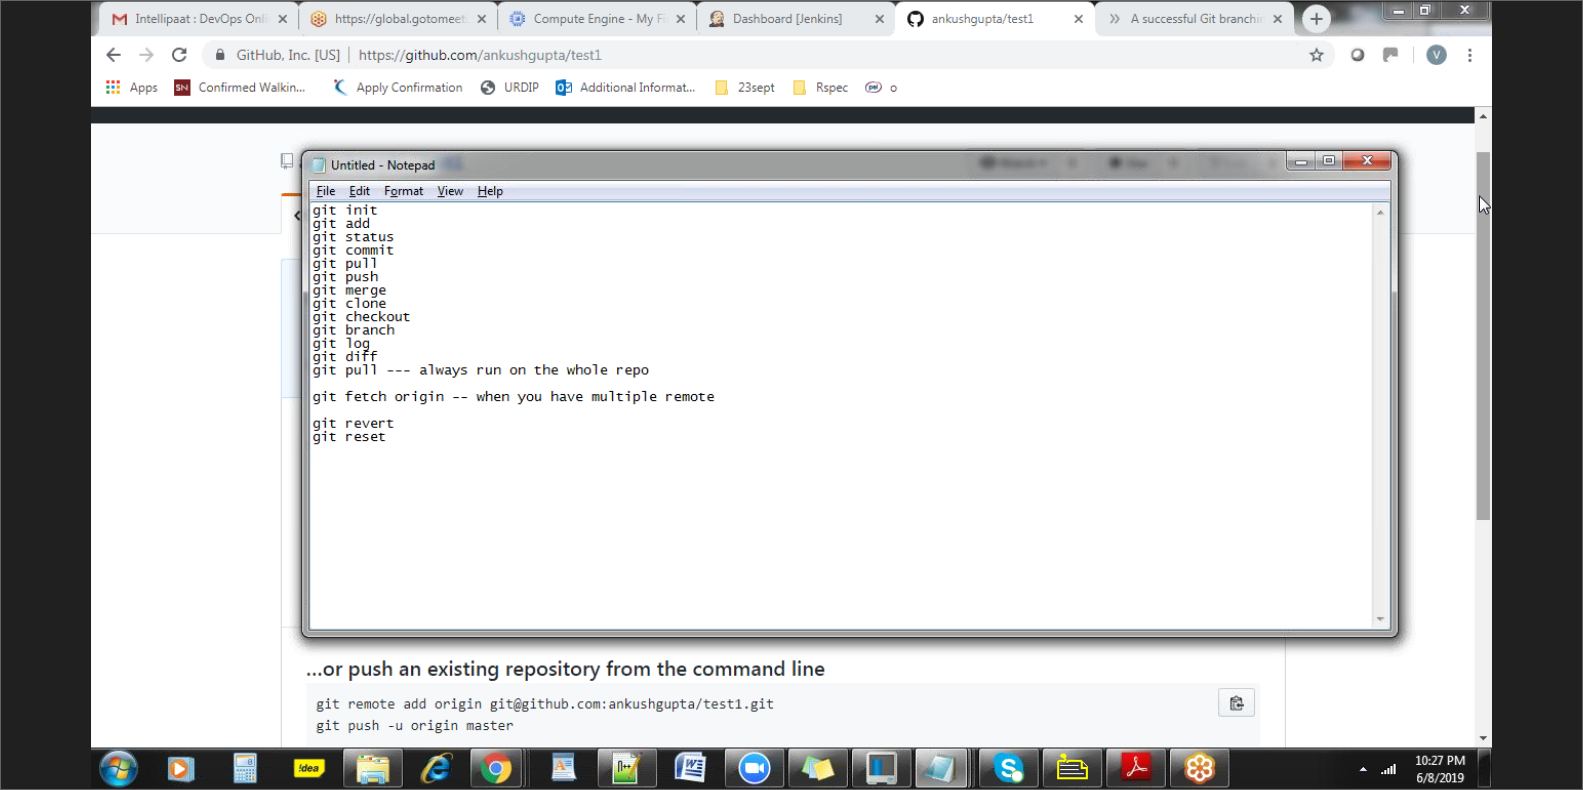 Intellipaat : DevOps Onli
https://global.gotomeet
Compute Engine - My Fi
Dashboard [Jenkins]
ankushgupta/test1
A successful Git branchi
GitHub, Inc. [US] | https://github.com/ankushgupta/test1
V
Apps
SN
Confirmed Walkin...
Apply Confirmation
URDIP
Additional Informat...
23sept
Rspec
o
Untitled - Notepad
File Edit Format View Help
git init
git add
git status
git commit
git pull
git push
git merge
git clone
git checkout
git branch
git log
git diff
git pull --- always run on the whole repo
git fetch origin -- when you have multiple remote
git revert
git reset
...or push an existing repository from the command line
git remote add origin git@github.com:ankushgupta/test1.git
git push -u origin master
!dea
10:27 PM
6/8/2019